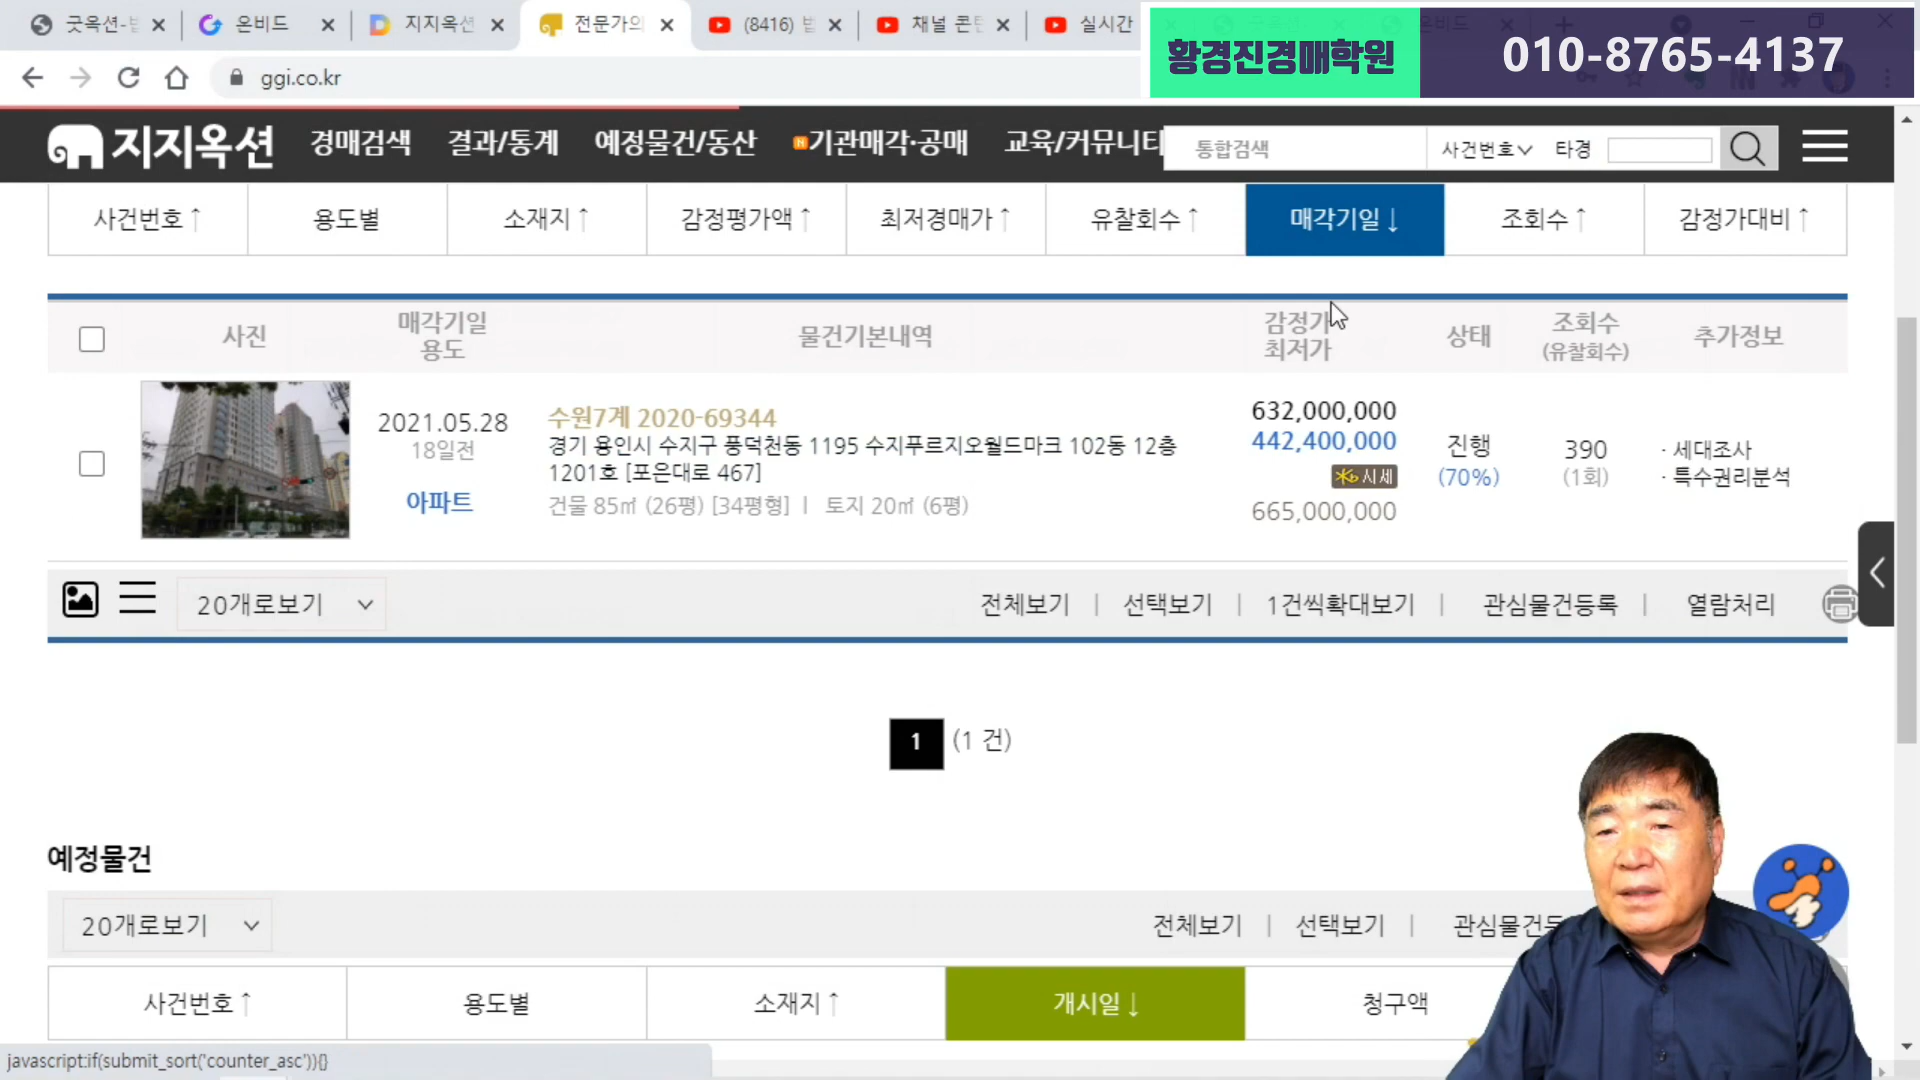 굿옥션-법
온비드
지지옥션
전문가의
(8416) 법
채널 콘텐
실시간
황경진경매학원
010-8765-4137
ggi.co.kr
지지옥션
경매검색
결과/통계
예정물건/동산
N기관매각·공매
교육/커뮤니티
통합검색
사건번호
타경
사건번호↑
용도별
소재지↑
감정평가액↑
최저경매가↑
유찰회수↑
매각기일↓
조회수↑
감정가대비↑
사진
매각기일
용도
물건기본내역
감정가
최저가
상태
조회수
(유찰회수)
추가정보
2021.05.28
18일전
아파트
수원7계 2020-69344
경기 용인시 수지구 풍덕천동 1195 수지푸르지오월드마크 102동 12층
1201호 [포은대로 467]
건물 85㎡ (26평) [34평형] | 토지 20㎡ (6평)
632,000,000
442,400,000
KB시세
665,000,000
진행
(70%)
390
(1회)
· 세대조사
· 특수권리분석
20개로보기
전체보기 | 선택보기 | 1건씩확대보기 | 관심물건등록 | 열람처리
1 (1 건)
예정물건
20개로보기
전체보기 | 선택보기 | 관심물건등
사건번호↑
용도별
소재지↑
개시일↓
청구액
javascript:if(submit_sort('counter_asc')){}